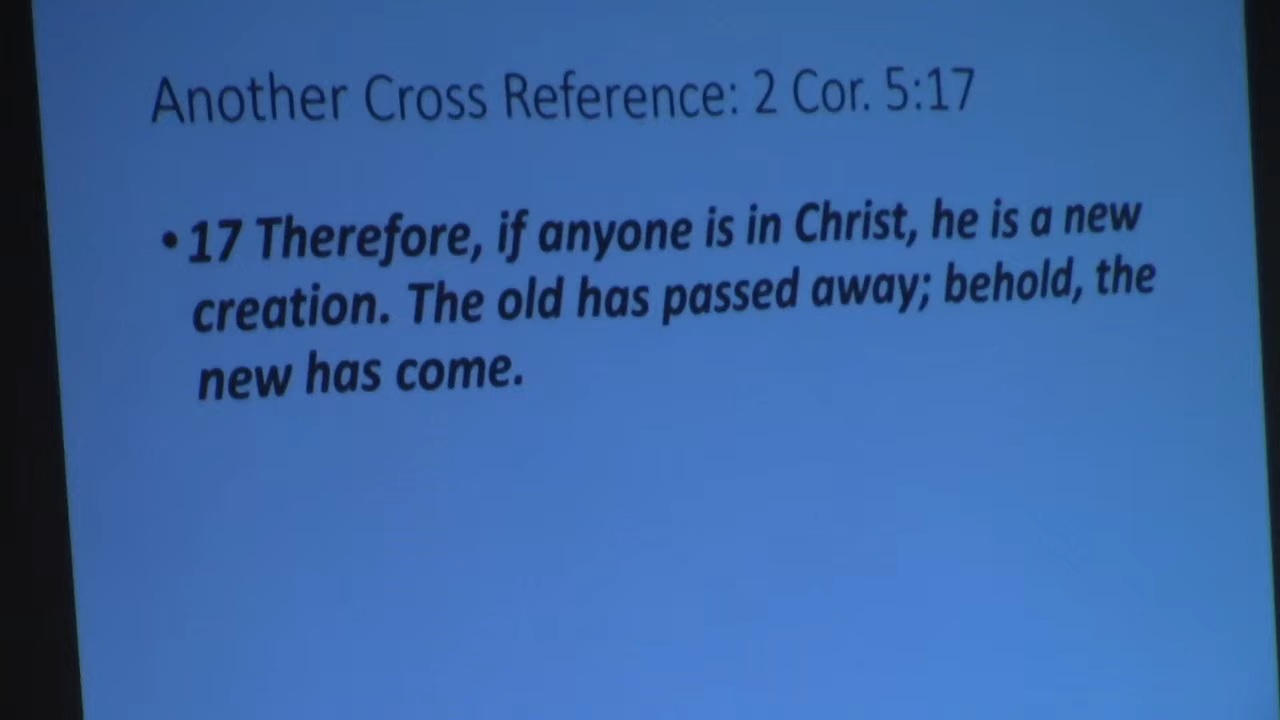 Another Cross Reference: 2 Cor. 5:17
• 17 Therefore, if anyone is in Christ, he is a new
creation. The old has passed away; behold, the
new has come.